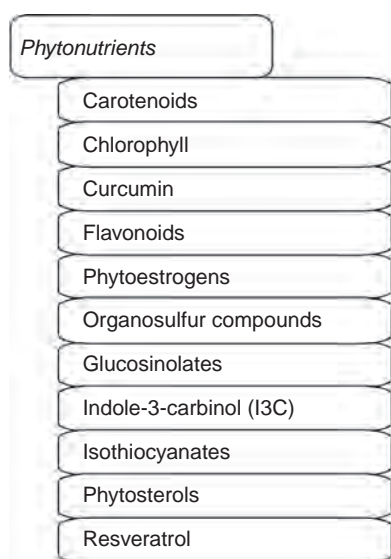 Phytonutrients
Carotenoids
Chlorophyll
Curcumin
Flavonoids
Phytoestrogens
Organosulfur compounds
Glucosinolates
Indole-3-carbinol (I3C)
Isothiocyanates
Phytosterols
Resveratrol